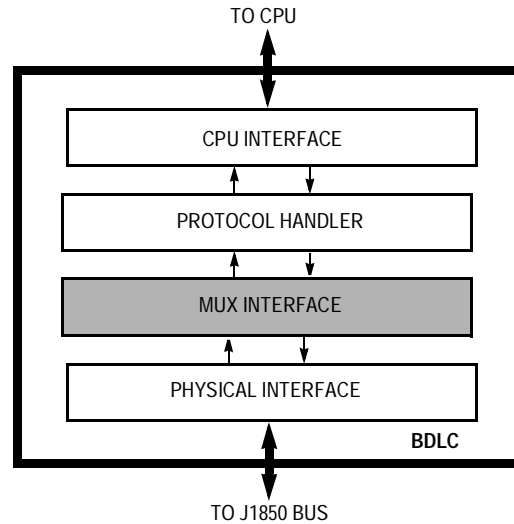 TO CPU
CPU INTERFACE
PROTOCOL HANDLER
MUX INTERFACE
PHYSICAL INTERFACE
BDLC
TO J1850 BUS